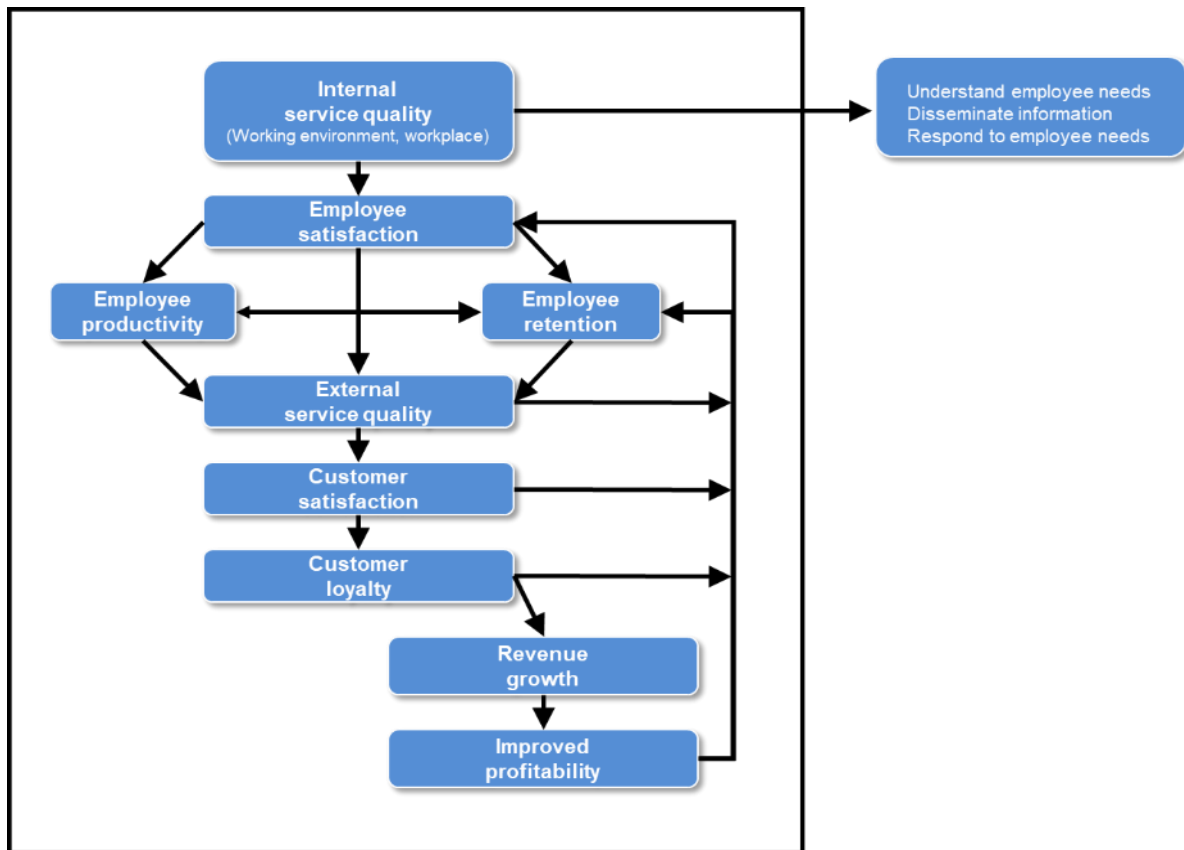 Internal
service quality
(Working environment, workplace)
Understand employee needs
Disseminate information
Respond to employee needs
Employee
satisfaction
Employee
productivity
Employee
retention
External
service quality
Customer
satisfaction
Customer
loyalty
Revenue
growth
Improved
profitability